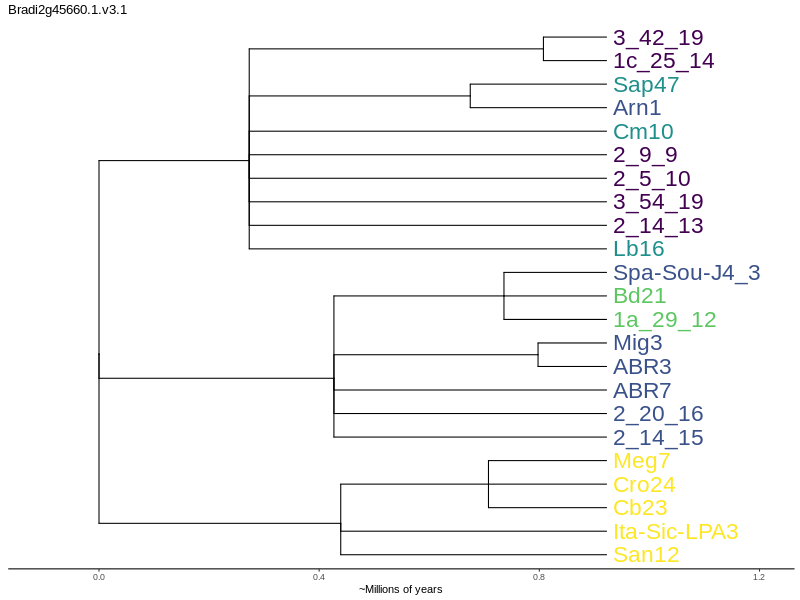 Bradi2g45660.1.v3.1
3_42_19
1c_25_14
Sap47
Arn1
Cm10
2_9_9
2_5_10
3_54_19
2_14_13
Lb16
Spa-Sou-J4_3
Bd21
1a_29_12
Mig3
ABR3
ABR7
2_20_16
2_14_15
Meg7
Cro24
Cb23
Ita-Sic-LPA3
San12
0.0 0.4 0.8 1.2
~Millions of years